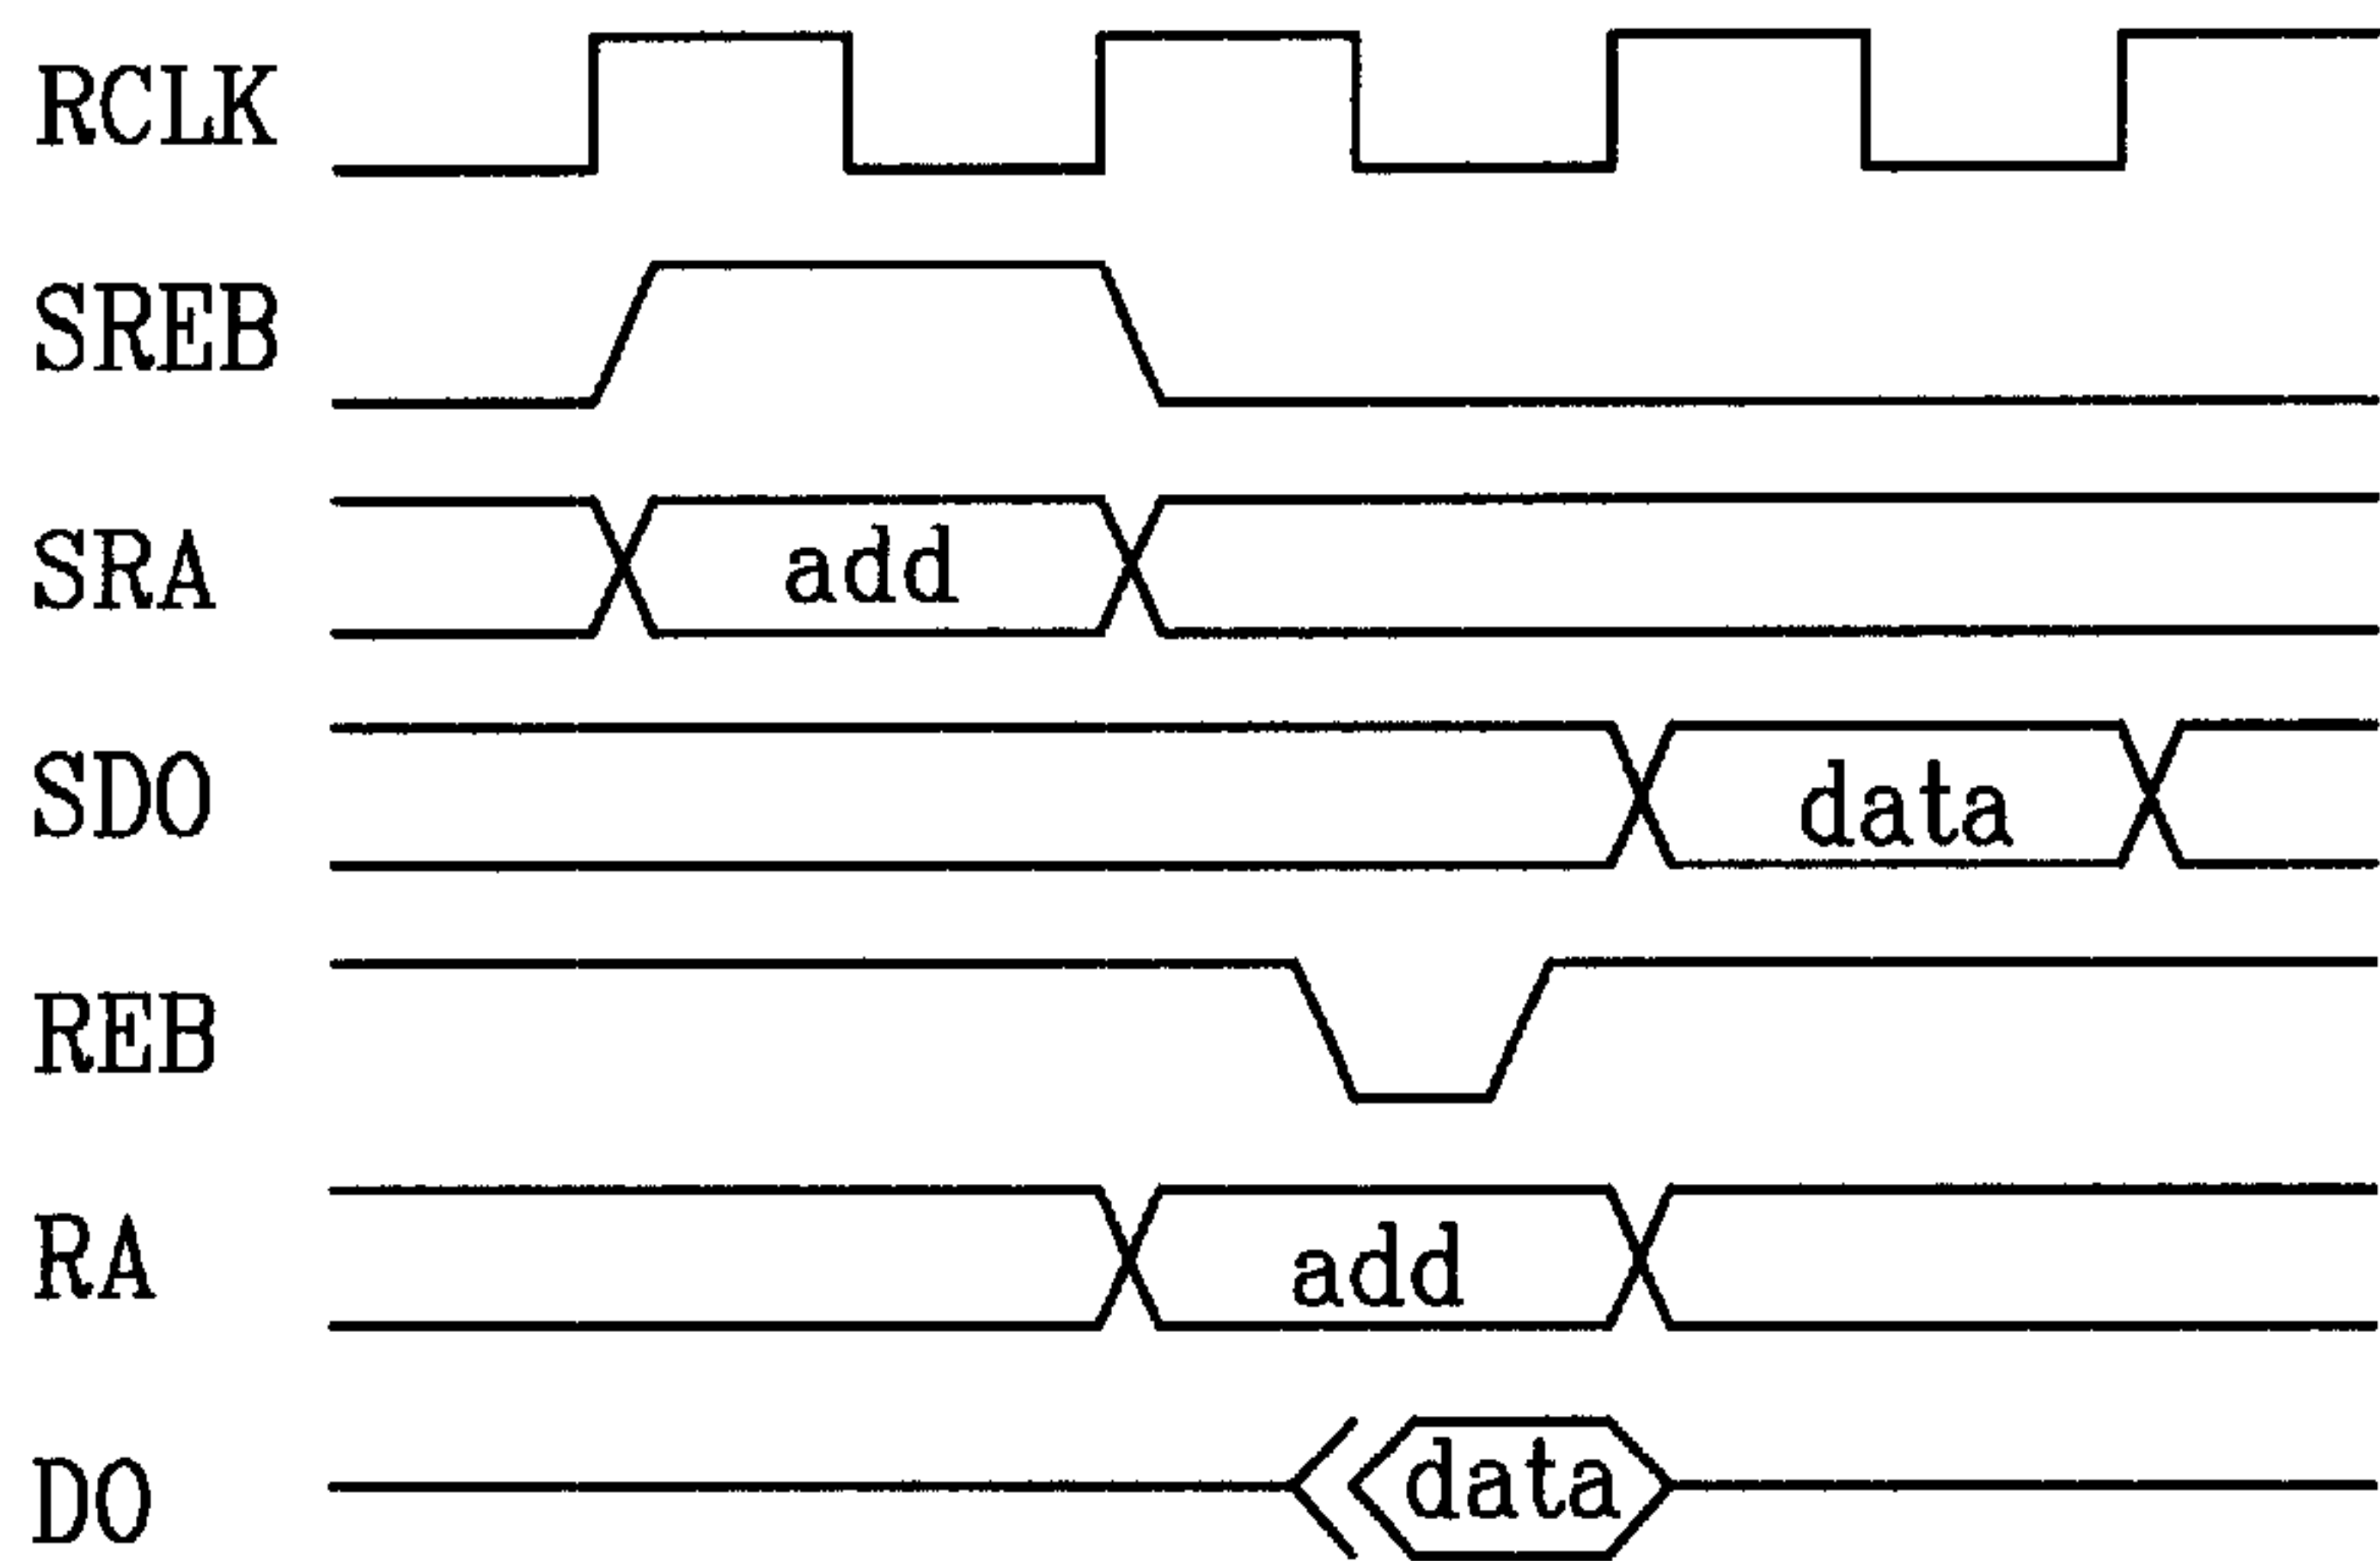 RCLK
SREB
SRA add
SDO data
REB
RA add
DO data